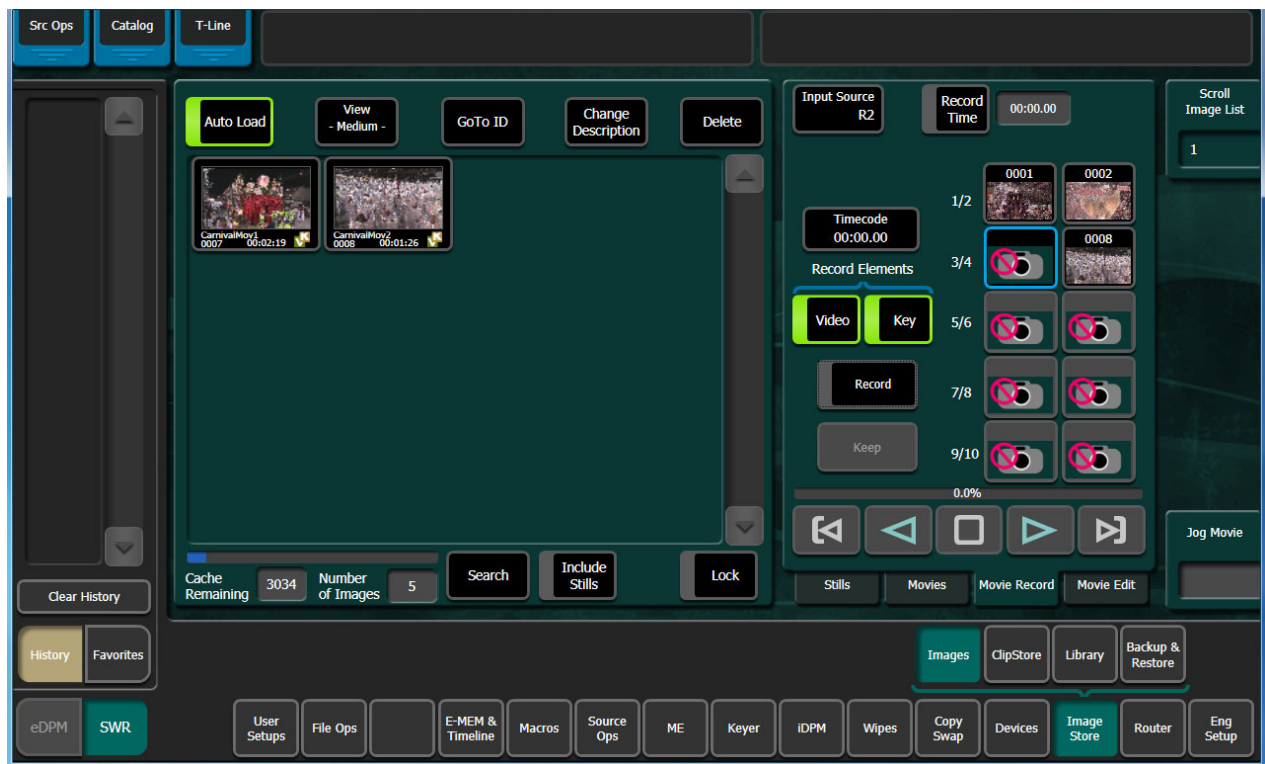 Src Ops
Catalog
T-Line
Auto Load
View
- Medium -
GoTo ID
Change
Description
Delete
CarnivalMov1
0007 00:02:19
CarnivalMov2
0008 00:01:26
Cache
Remaining
3034
Number
of Images
5
Search
Include
Stills
Lock
Input Source
R2
Record
Time
00:00.00
Timecode
00:00.00
Record Elements
Video
Key
Record
Keep
1/2
0001
0002
3/4
0008
5/6
7/8
9/10
0.0%
Stills
Movies
Movie Record
Movie Edit
Scroll
Image List
1
Jog Movie
Clear History
History
Favorites
Images
ClipStore
Library
Backup &
Restore
eDPM
SWR
User
Setups
File Ops
E-MEM &
Timeline
Macros
Source
Ops
ME
Keyer
iDPM
Wipes
Copy
Swap
Devices
Image
Store
Router
Eng
Setup